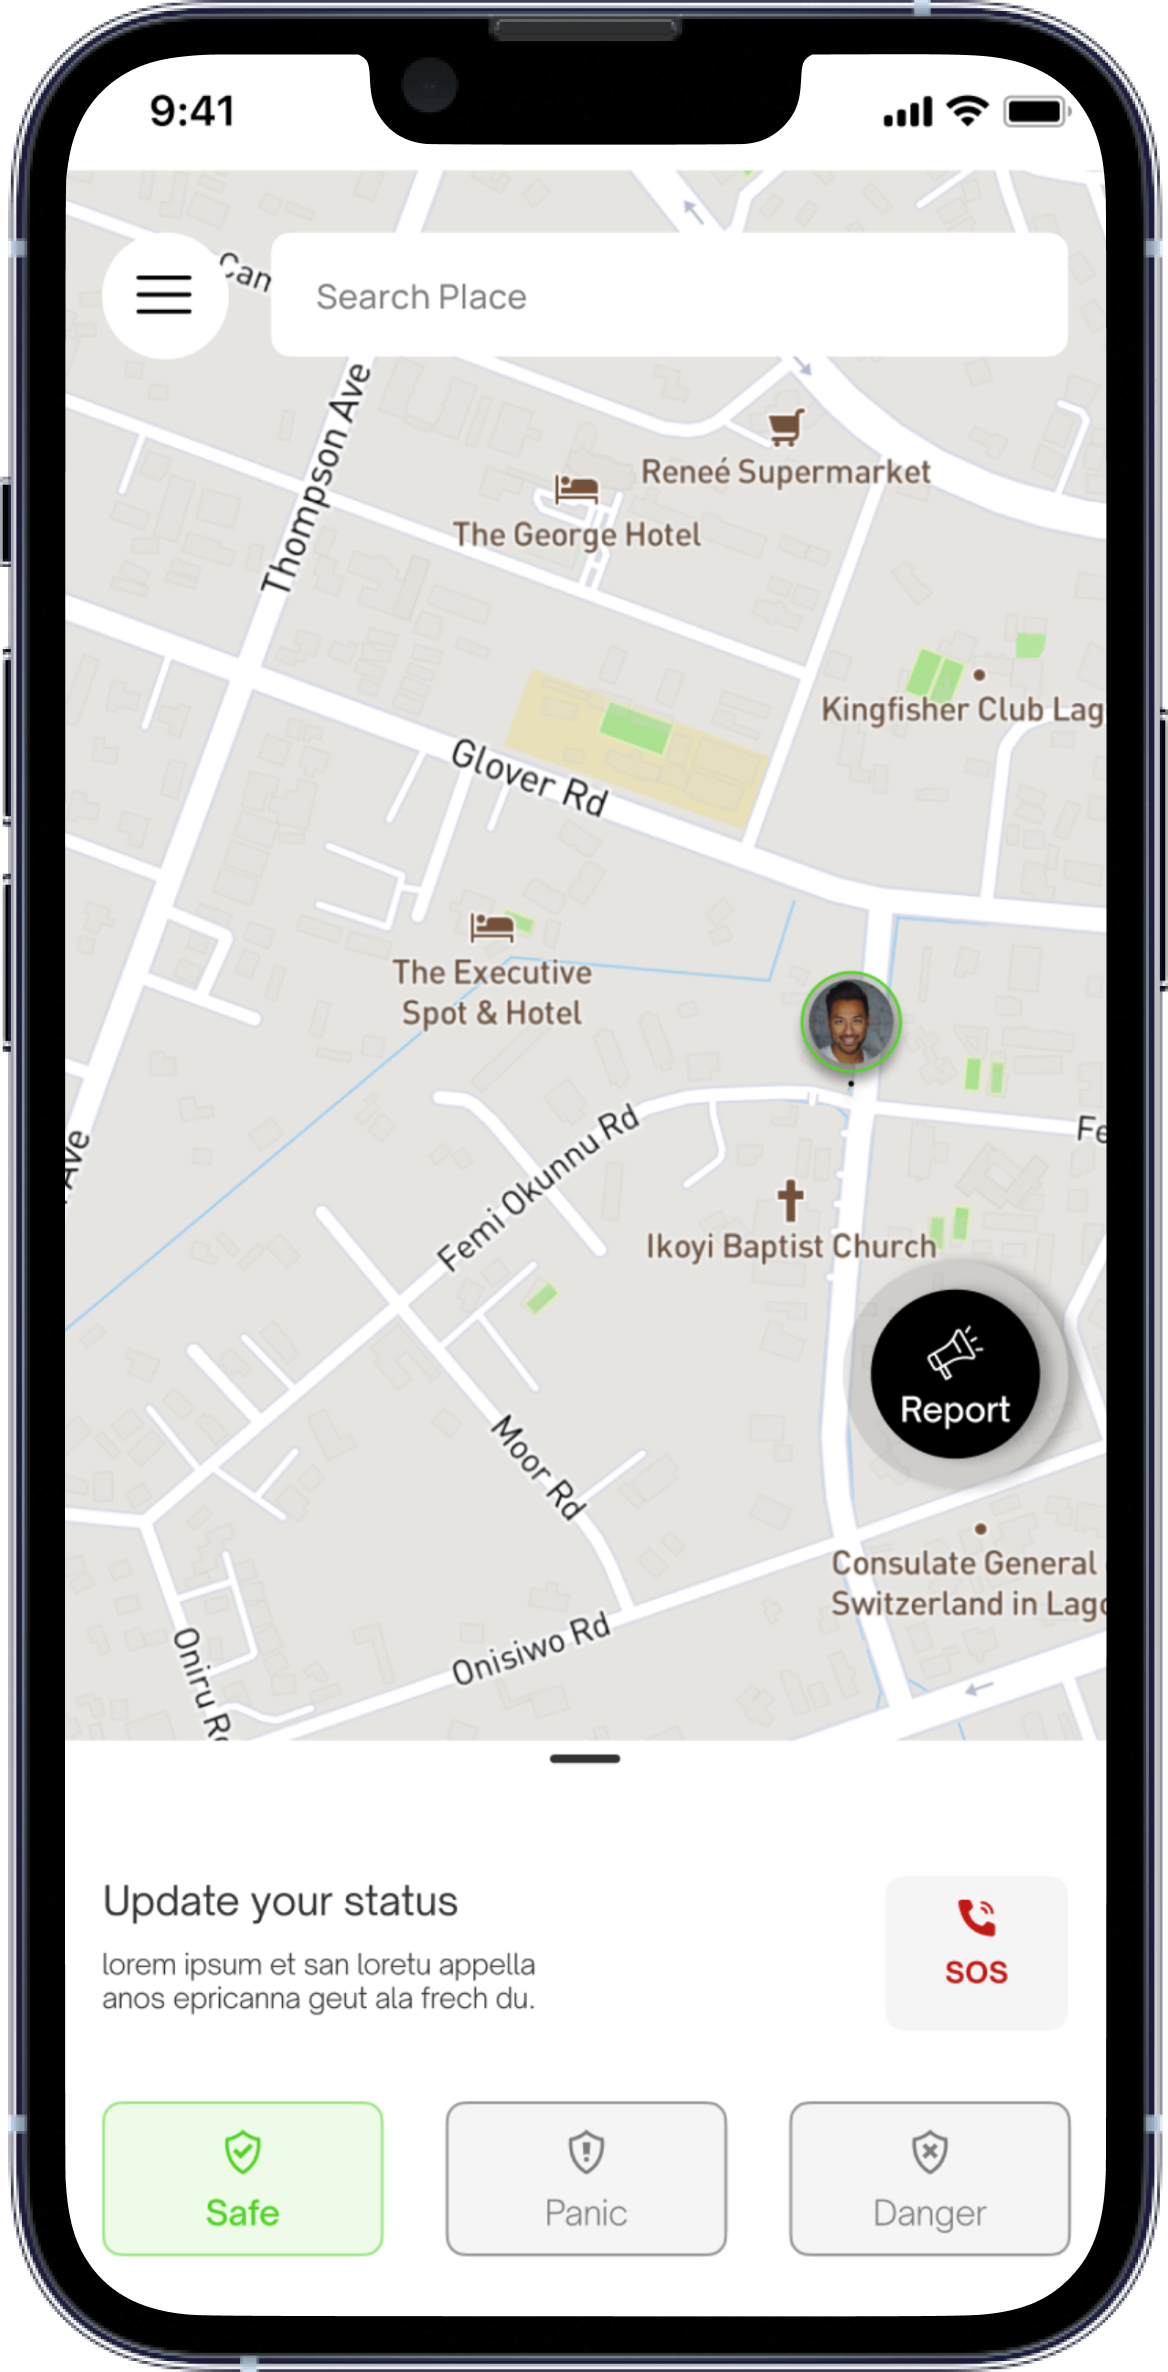 9:41
Can
Search Place
Thompson Ave
Reneé Supermarket
The George Hotel
Kingfisher Club Lag
Glover Rd
The Executive
Spot & Hotel
Ave
Fe
Femi Okunnu Rd
Ikoyi Baptist Church
Report
Moor Rd
Consulate General
Switzerland in Lago
Onisiwo Rd
Oniru Rd
Update your status
lorem ipsum et san loretu appella
anos epricanna geut ala frech du.
SOS
Safe
Panic
Danger